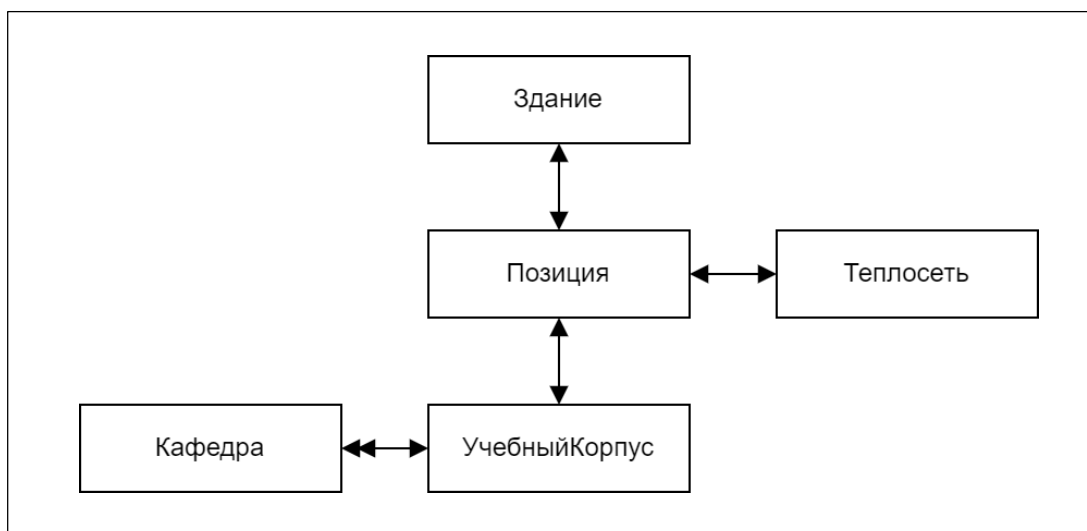 Здание
Позиция
Теплосеть
Кафедра
УчебныйКорпус